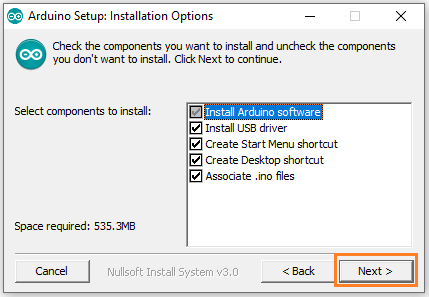 Arduino Setup: Installation Options
Check the components you want to install and uncheck the components
you don't want to install. Click Next to continue.
Select components to install:
Install Arduino software
Install USB driver
Create Start Menu shortcut
Create Desktop shortcut
Associate .ino files
Space required: 535.3MB
Cancel
Nullsoft Install System v3.0
< Back
Next >